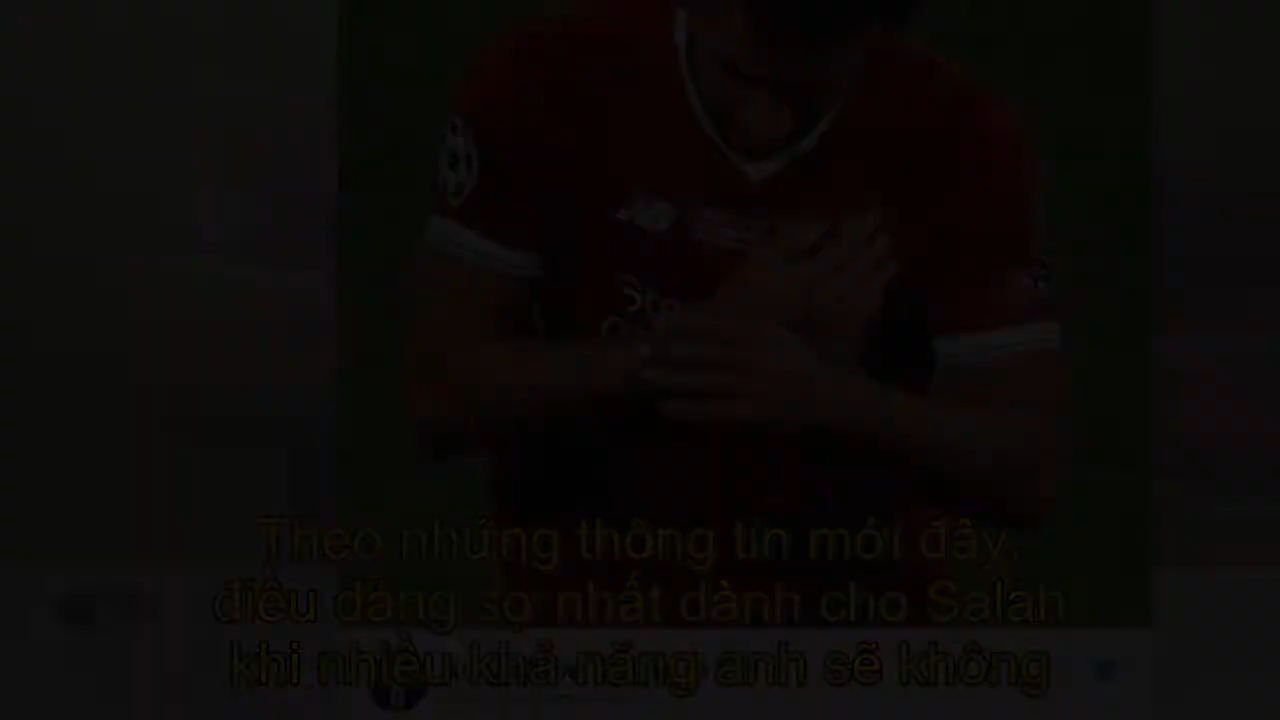 Theo những thông tin mới đây,
điều đáng sợ nhất dành cho Salah
khi nhiều khả năng anh sẽ không